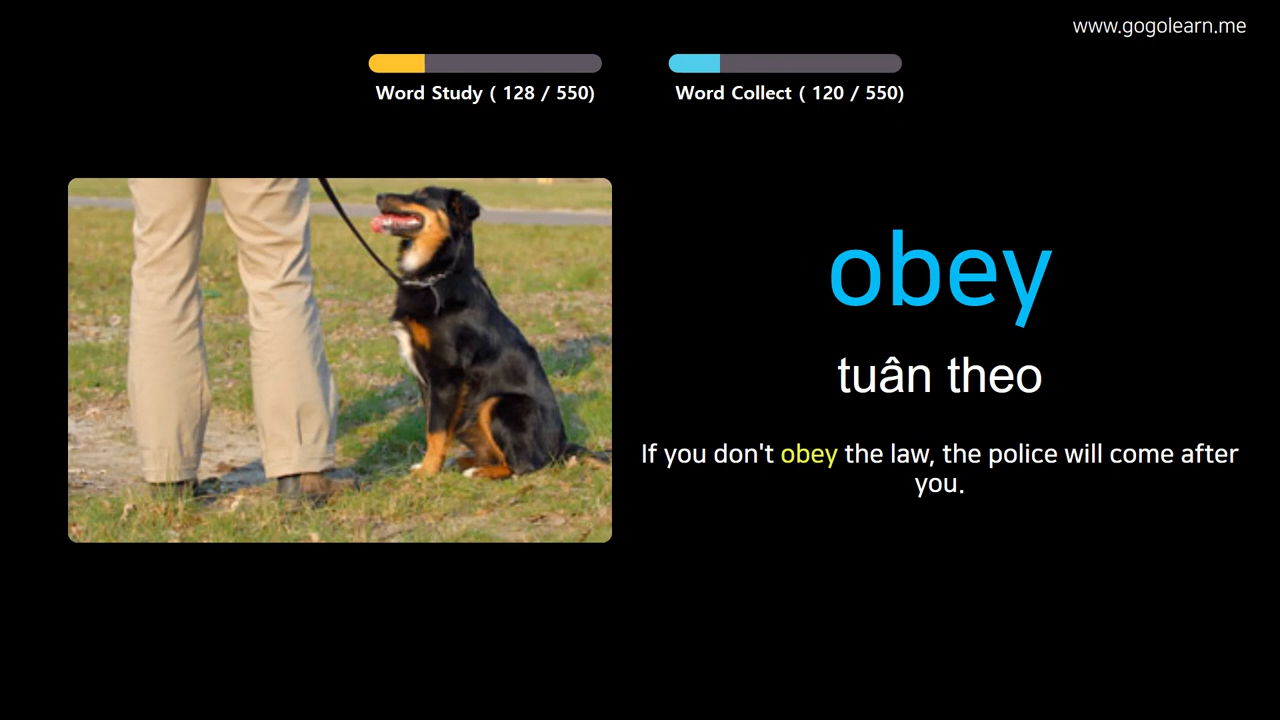 www.gogolearn.me
Word Study ( 128 / 550)
Word Collect ( 120 / 550)
obey
tuân theo
If you don't obey the law, the police will come after
you.